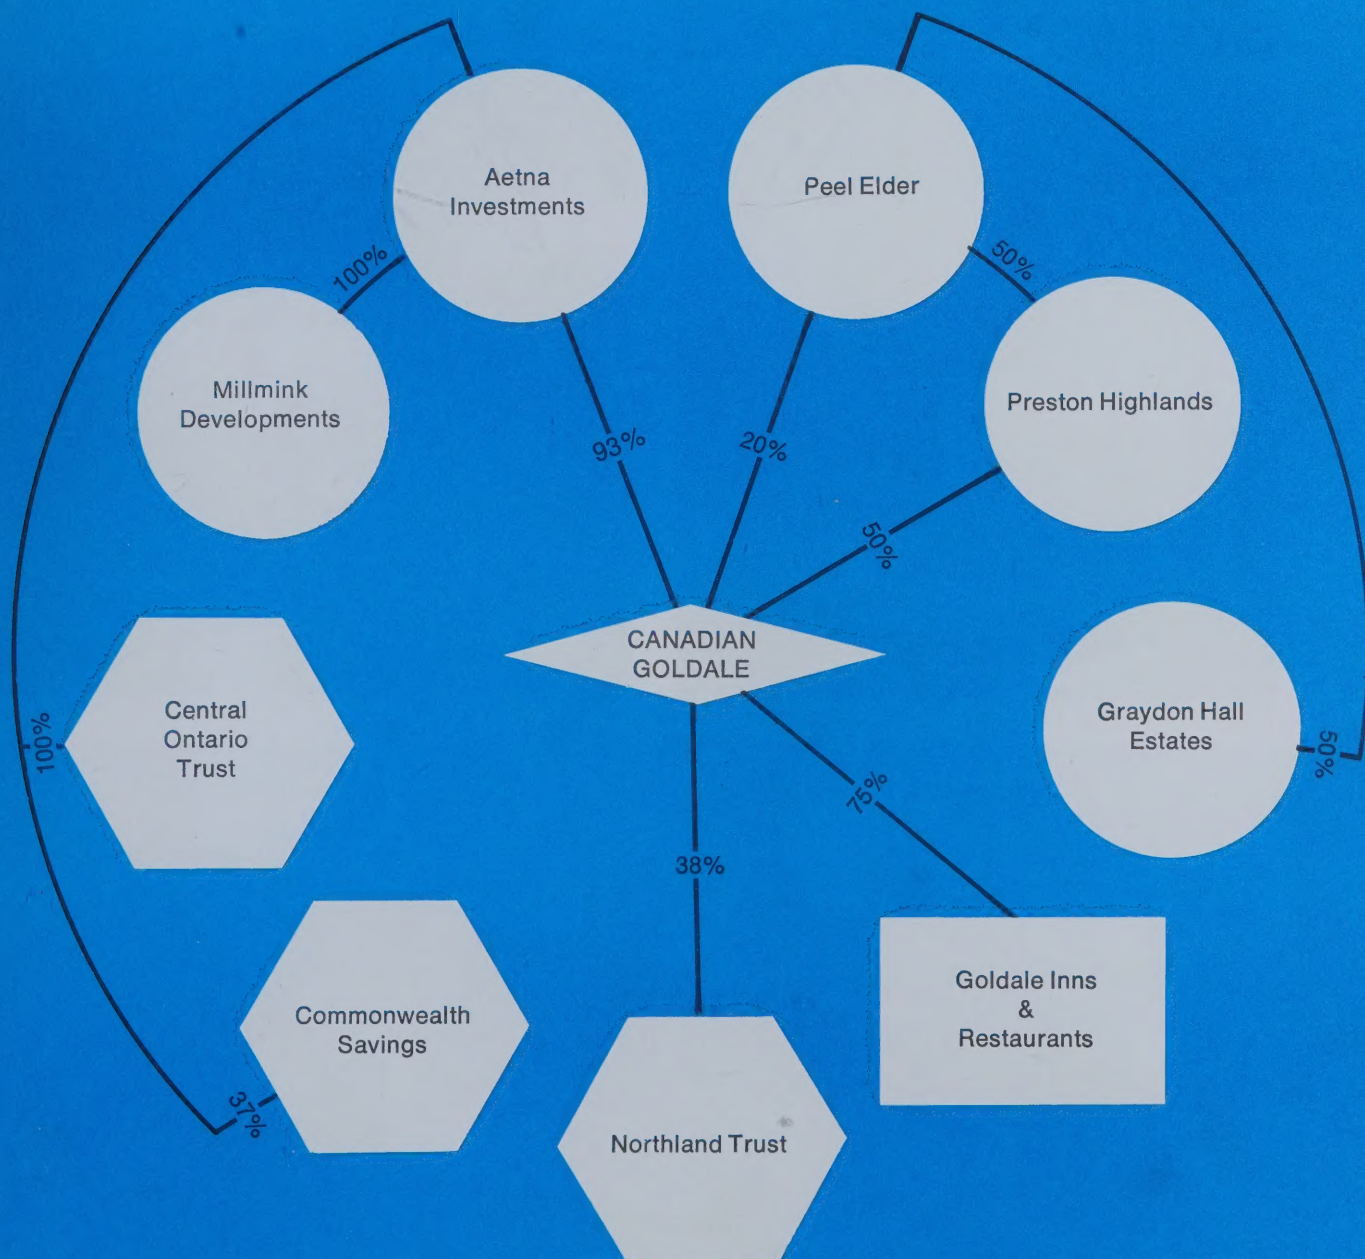 Aetna
Investments
Peel Elder
100%
50%
Millmink
Developments
Preston Highlands
93%
20%
50%
CANADIAN
GOLDALE
Central
Ontario
Trust
100%
Graydon Hall
Estates
50%
75%
38%
Commonwealth
Savings
37%
Goldale Inns
&
Restaurants
Northland Trust